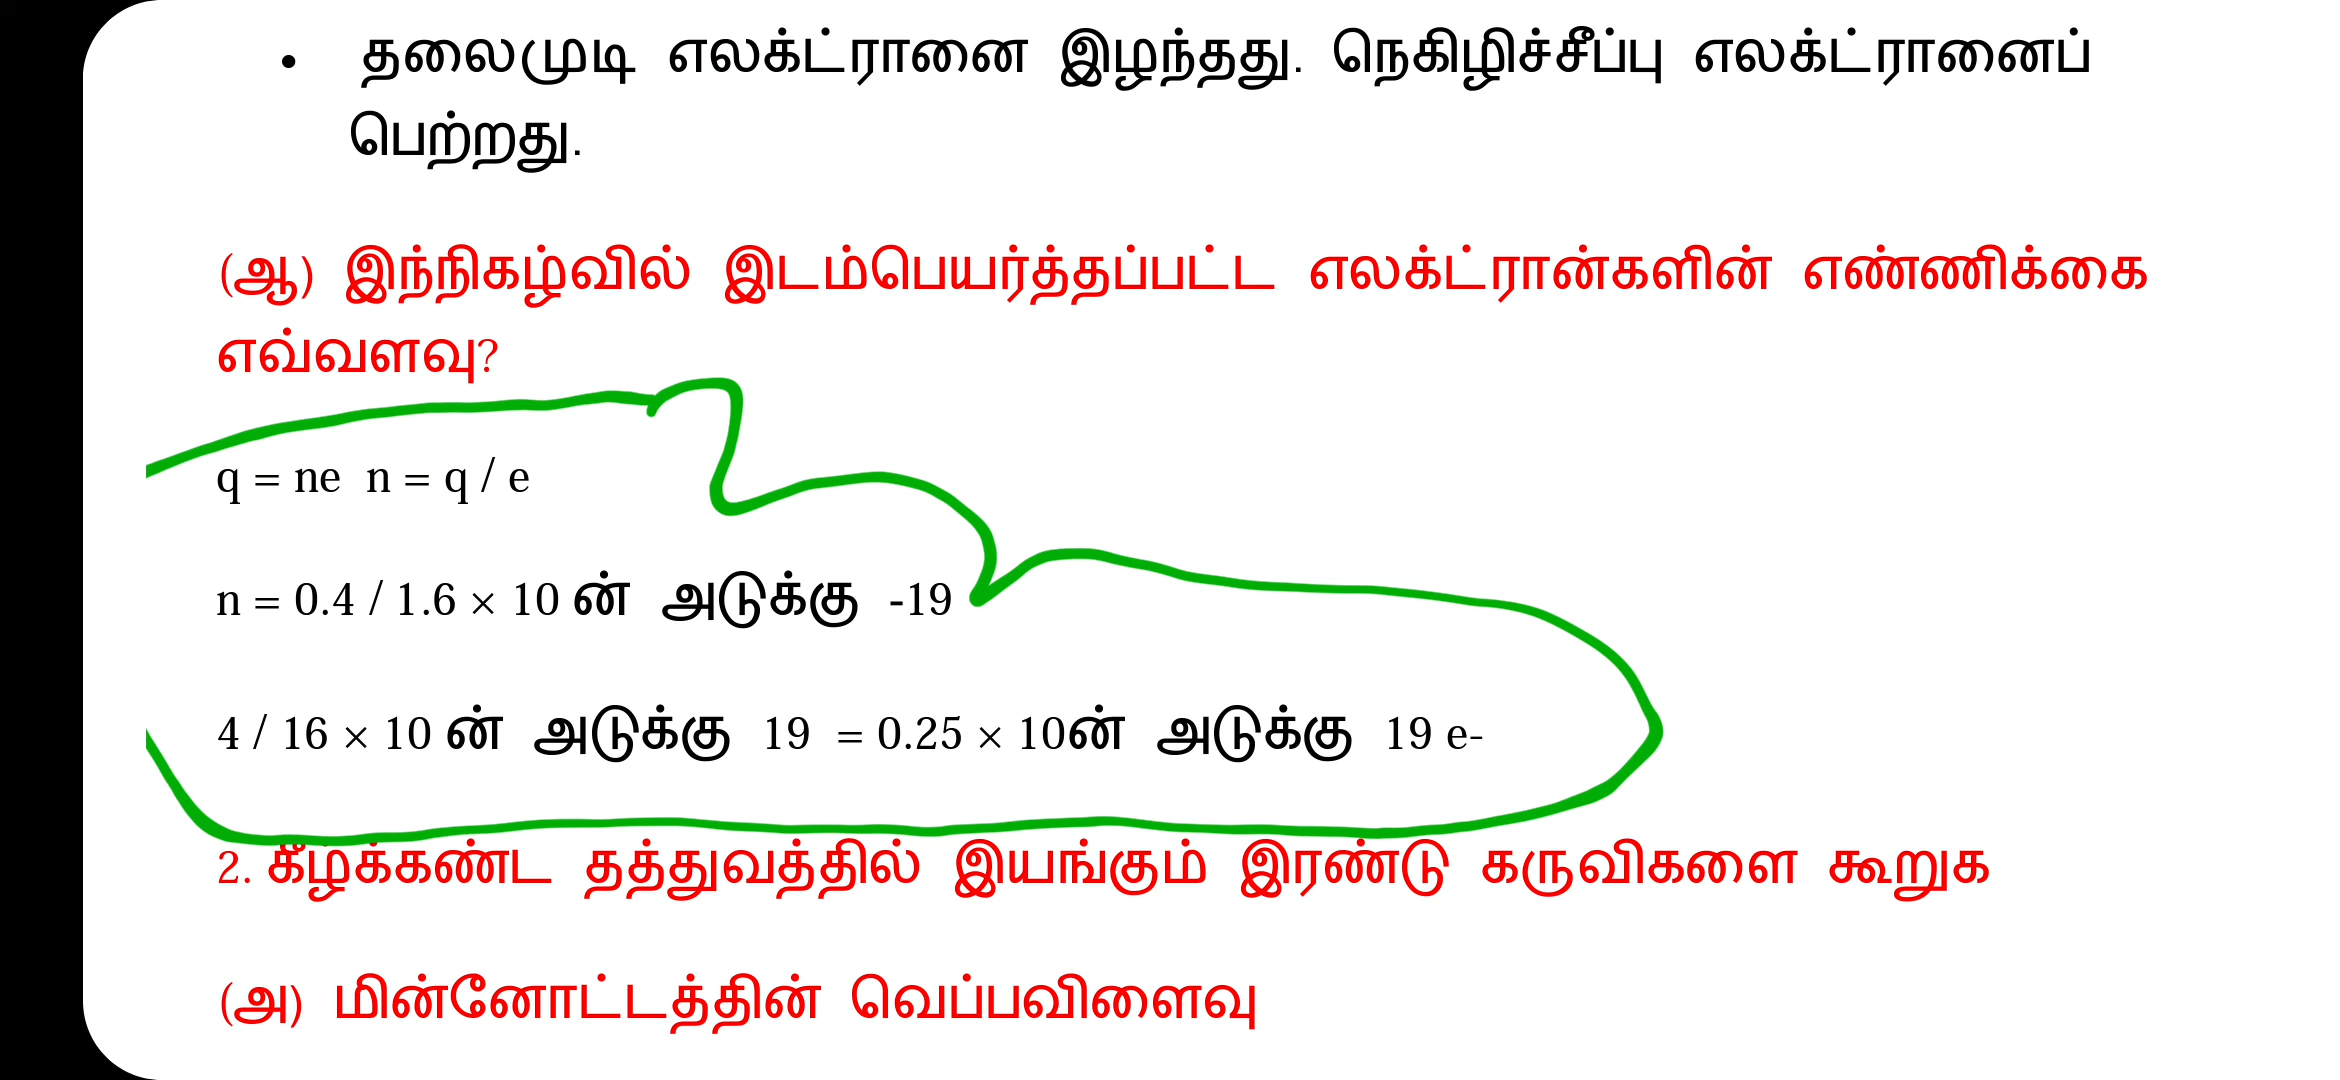 • தலைமுடி எலக்ட்ரானை இழந்தது. நெகிழிச்சீப்பு எலக்ட்ரானைப்
பெற்றது.
(ஆ) இந்நிகழ்வில் இடம்பெயர்த்தப்பட்ட எலக்ட்ரான்களின் எண்ணிக்கை
எவ்வளவு?
q = ne n = q / e
n = 0.4 / 1.6 × 10 ன் அடுக்கு -19
4 / 16 × 10 ன் அடுக்கு 19 = 0.25 × 10ன் அடுக்கு 19 e-
2. கீழ்க்கண்ட தத்துவத்தில் இயங்கும் இரண்டு கருவிகளை கூறுக
(அ) மின்னோட்டத்தின் வெப்பவிளைவு